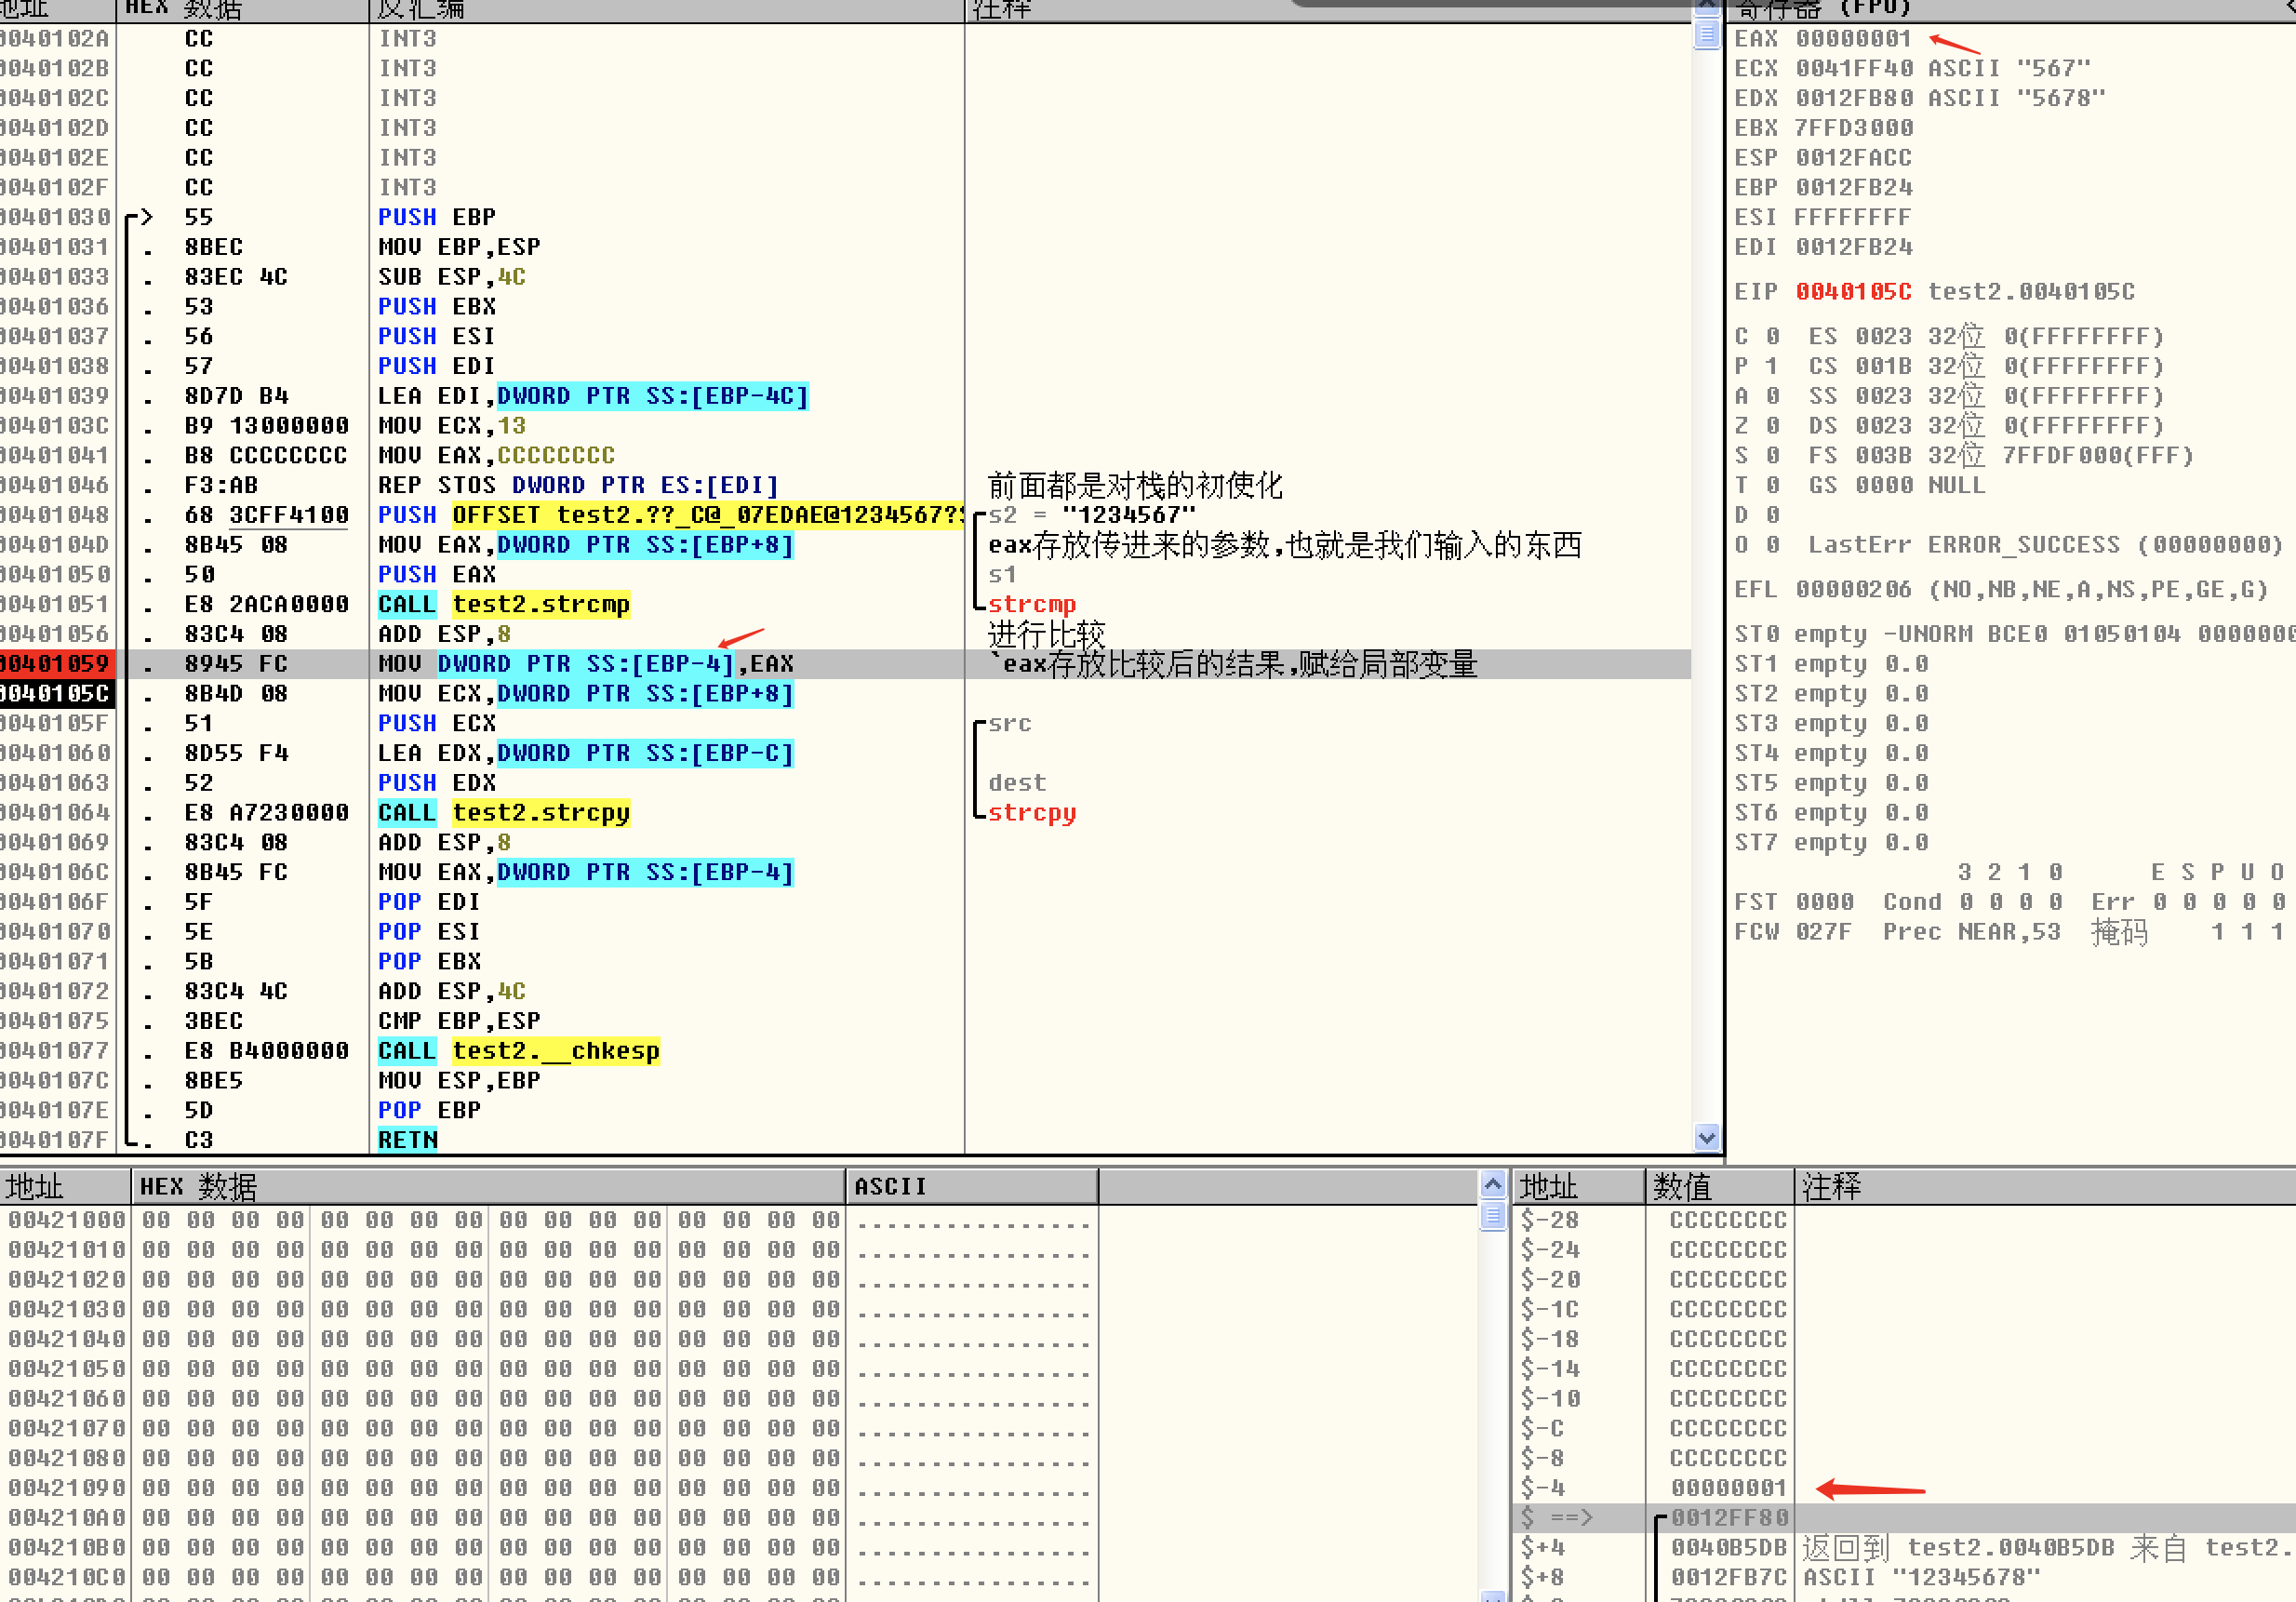 地址 HEX 数据 反汇编 注释
0040102A CC INT3
0040102B CC INT3
0040102C CC INT3
0040102D CC INT3
0040102E CC INT3
0040102F CC INT3
00401030 > 55 PUSH EBP
00401031 . 8BEC MOV EBP,ESP
00401033 . 83EC 4C SUB ESP,4C
00401036 . 53 PUSH EBX
00401037 . 56 PUSH ESI
00401038 . 57 PUSH EDI
00401039 . 8D7D B4 LEA EDI,DWORD PTR SS:[EBP-4C]
0040103C . B9 13000000 MOV ECX,13
00401041 . B8 CCCCCCCC MOV EAX,CCCCCCCC
00401046 . F3:AB REP STOS DWORD PTR ES:[EDI] 前面都是对栈的初使化
00401048 . 68 3CFF4100 PUSH OFFSET test2.??_C@_07EDAE@1234567? s2 = "1234567"
0040104D . 8B45 08 MOV EAX,DWORD PTR SS:[EBP+8] eax存放传进来的参数,也就是我们输入的东西
00401050 . 50 PUSH EAX s1
00401051 . E8 2ACA0000 CALL test2.strcmp strcmp
00401056 . 83C4 08 ADD ESP,8 进行比较
00401059 . 8945 FC MOV DWORD PTR SS:[EBP-4],EAX `eax存放比较后的结果,赋给局部变量
0040105C . 8B4D 08 MOV ECX,DWORD PTR SS:[EBP+8]
0040105F . 51 PUSH ECX src
00401060 . 8D55 F4 LEA EDX,DWORD PTR SS:[EBP-C]
00401063 . 52 PUSH EDX dest
00401064 . E8 A7230000 CALL test2.strcpy strcpy
00401069 . 83C4 08 ADD ESP,8
0040106C . 8B45 FC MOV EAX,DWORD PTR SS:[EBP-4]
0040106F . 5F POP EDI
00401070 . 5E POP ESI
00401071 . 5B POP EBX
00401072 . 83C4 4C ADD ESP,4C
00401075 . 3BEC CMP EBP,ESP
00401077 . E8 B4000000 CALL test2.__chkesp
0040107C . 8BE5 MOV ESP,EBP
0040107E . 5D POP EBP
0040107F . C3 RETN
寄存器 (FPU) <
EAX 00000001
ECX 0041FF40 ASCII "567"
EDX 0012FB80 ASCII "5678"
EBX 7FFD3000
ESP 0012FACC
EBP 0012FB24
ESI FFFFFFFF
EDI 0012FB24
EIP 0040105C test2.0040105C
C 0 ES 0023 32位 0(FFFFFFFF)
P 1 CS 001B 32位 0(FFFFFFFF)
A 0 SS 0023 32位 0(FFFFFFFF)
Z 0 DS 0023 32位 0(FFFFFFFF)
S 0 FS 003B 32位 7FFDF000(FFF)
T 0 GS 0000 NULL
D 0
O 0 LastErr ERROR_SUCCESS (00000000)
EFL 00000206 (NO,NB,NE,A,NS,PE,GE,G)
ST0 empty -UNORM BCE0 01050104 0000000
ST1 empty 0.0
ST2 empty 0.0
ST3 empty 0.0
ST4 empty 0.0
ST5 empty 0.0
ST6 empty 0.0
ST7 empty 0.0
3 2 1 0 E S P U O
FST 0000 Cond 0 0 0 0 Err 0 0 0 0 0
FCW 027F Prec NEAR,53 掩码 1 1 1
地址 HEX 数据 ASCII
00421000 00 00 00 00 00 00 00 00 00 00 00 00 00 00 00 00 ................
00421010 00 00 00 00 00 00 00 00 00 00 00 00 00 00 00 00 ................
00421020 00 00 00 00 00 00 00 00 00 00 00 00 00 00 00 00 ................
00421030 00 00 00 00 00 00 00 00 00 00 00 00 00 00 00 00 ................
00421040 00 00 00 00 00 00 00 00 00 00 00 00 00 00 00 00 ................
00421050 00 00 00 00 00 00 00 00 00 00 00 00 00 00 00 00 ................
00421060 00 00 00 00 00 00 00 00 00 00 00 00 00 00 00 00 ................
00421070 00 00 00 00 00 00 00 00 00 00 00 00 00 00 00 00 ................
00421080 00 00 00 00 00 00 00 00 00 00 00 00 00 00 00 00 ................
00421090 00 00 00 00 00 00 00 00 00 00 00 00 00 00 00 00 ................
004210A0 00 00 00 00 00 00 00 00 00 00 00 00 00 00 00 00 ................
004210B0 00 00 00 00 00 00 00 00 00 00 00 00 00 00 00 00 ................
004210C0 00 00 00 00 00 00 00 00 00 00 00 00 00 00 00 00 ................
地址 数值 注释
$-28 CCCCCCCC
$-24 CCCCCCCC
$-20 CCCCCCCC
$-1C CCCCCCCC
$-18 CCCCCCCC
$-14 CCCCCCCC
$-10 CCCCCCCC
$-C CCCCCCCC
$-8 CCCCCCCC
$-4 00000001
$ ==> 0012FF80
$+4 0040B5DB 返回到 test2.0040B5DB 来自 test2.
$+8 0012FB7C ASCII "12345678"